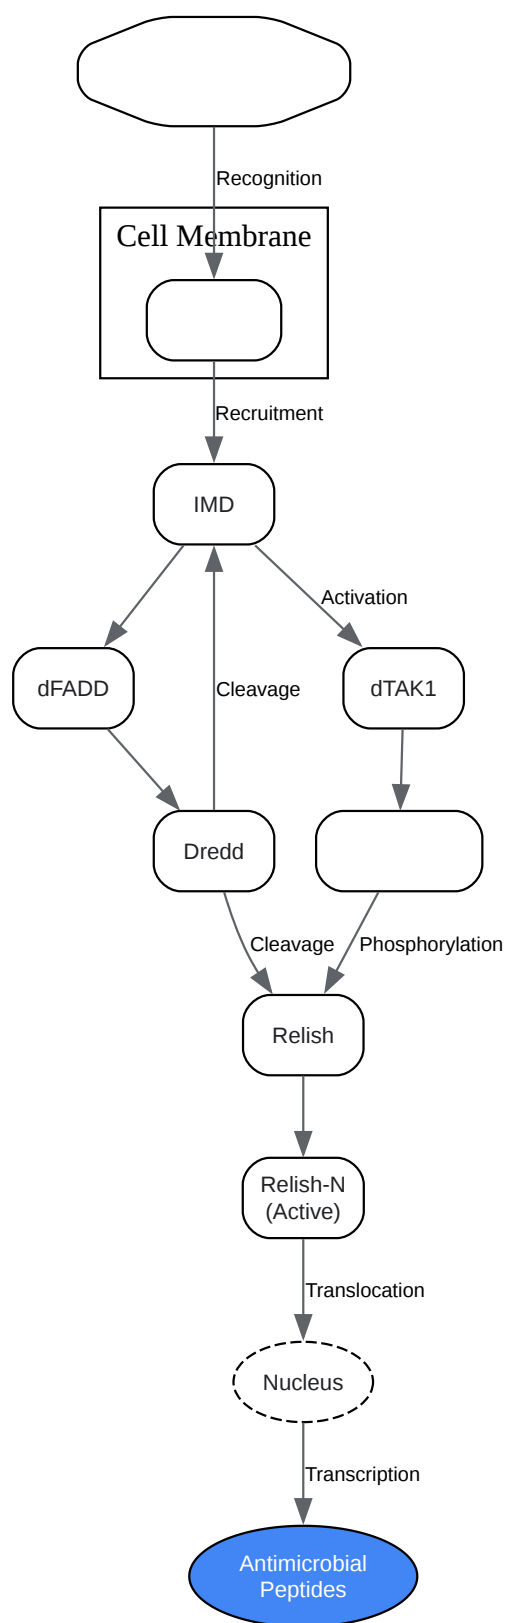 Recognition
Cell Membrane
Recruitment
IMD
Activation
dFADD
Cleavage
dTAK1
Dredd
Cleavage
Phosphorylation
Relish
Relish-N
(Active)
Translocation
Nucleus
Transcription
Antimicrobial
Peptides